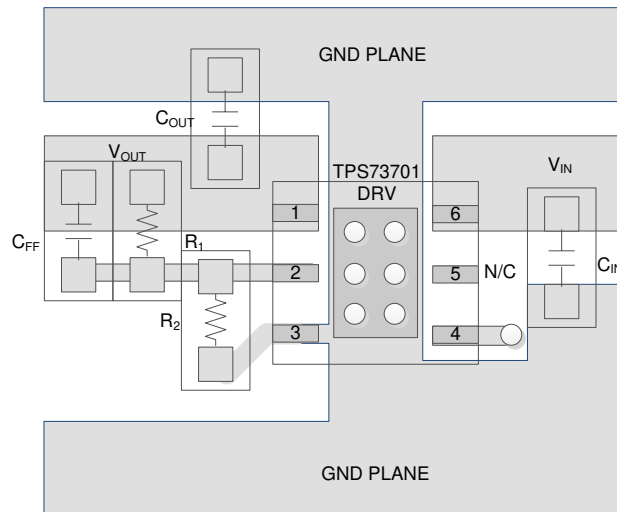 GND PLANE
COUT
VOUT
TPS73701
DRV
VIN
1
6
CFF
R1
2
5
N/C
CIN
R2
3
4
GND PLANE